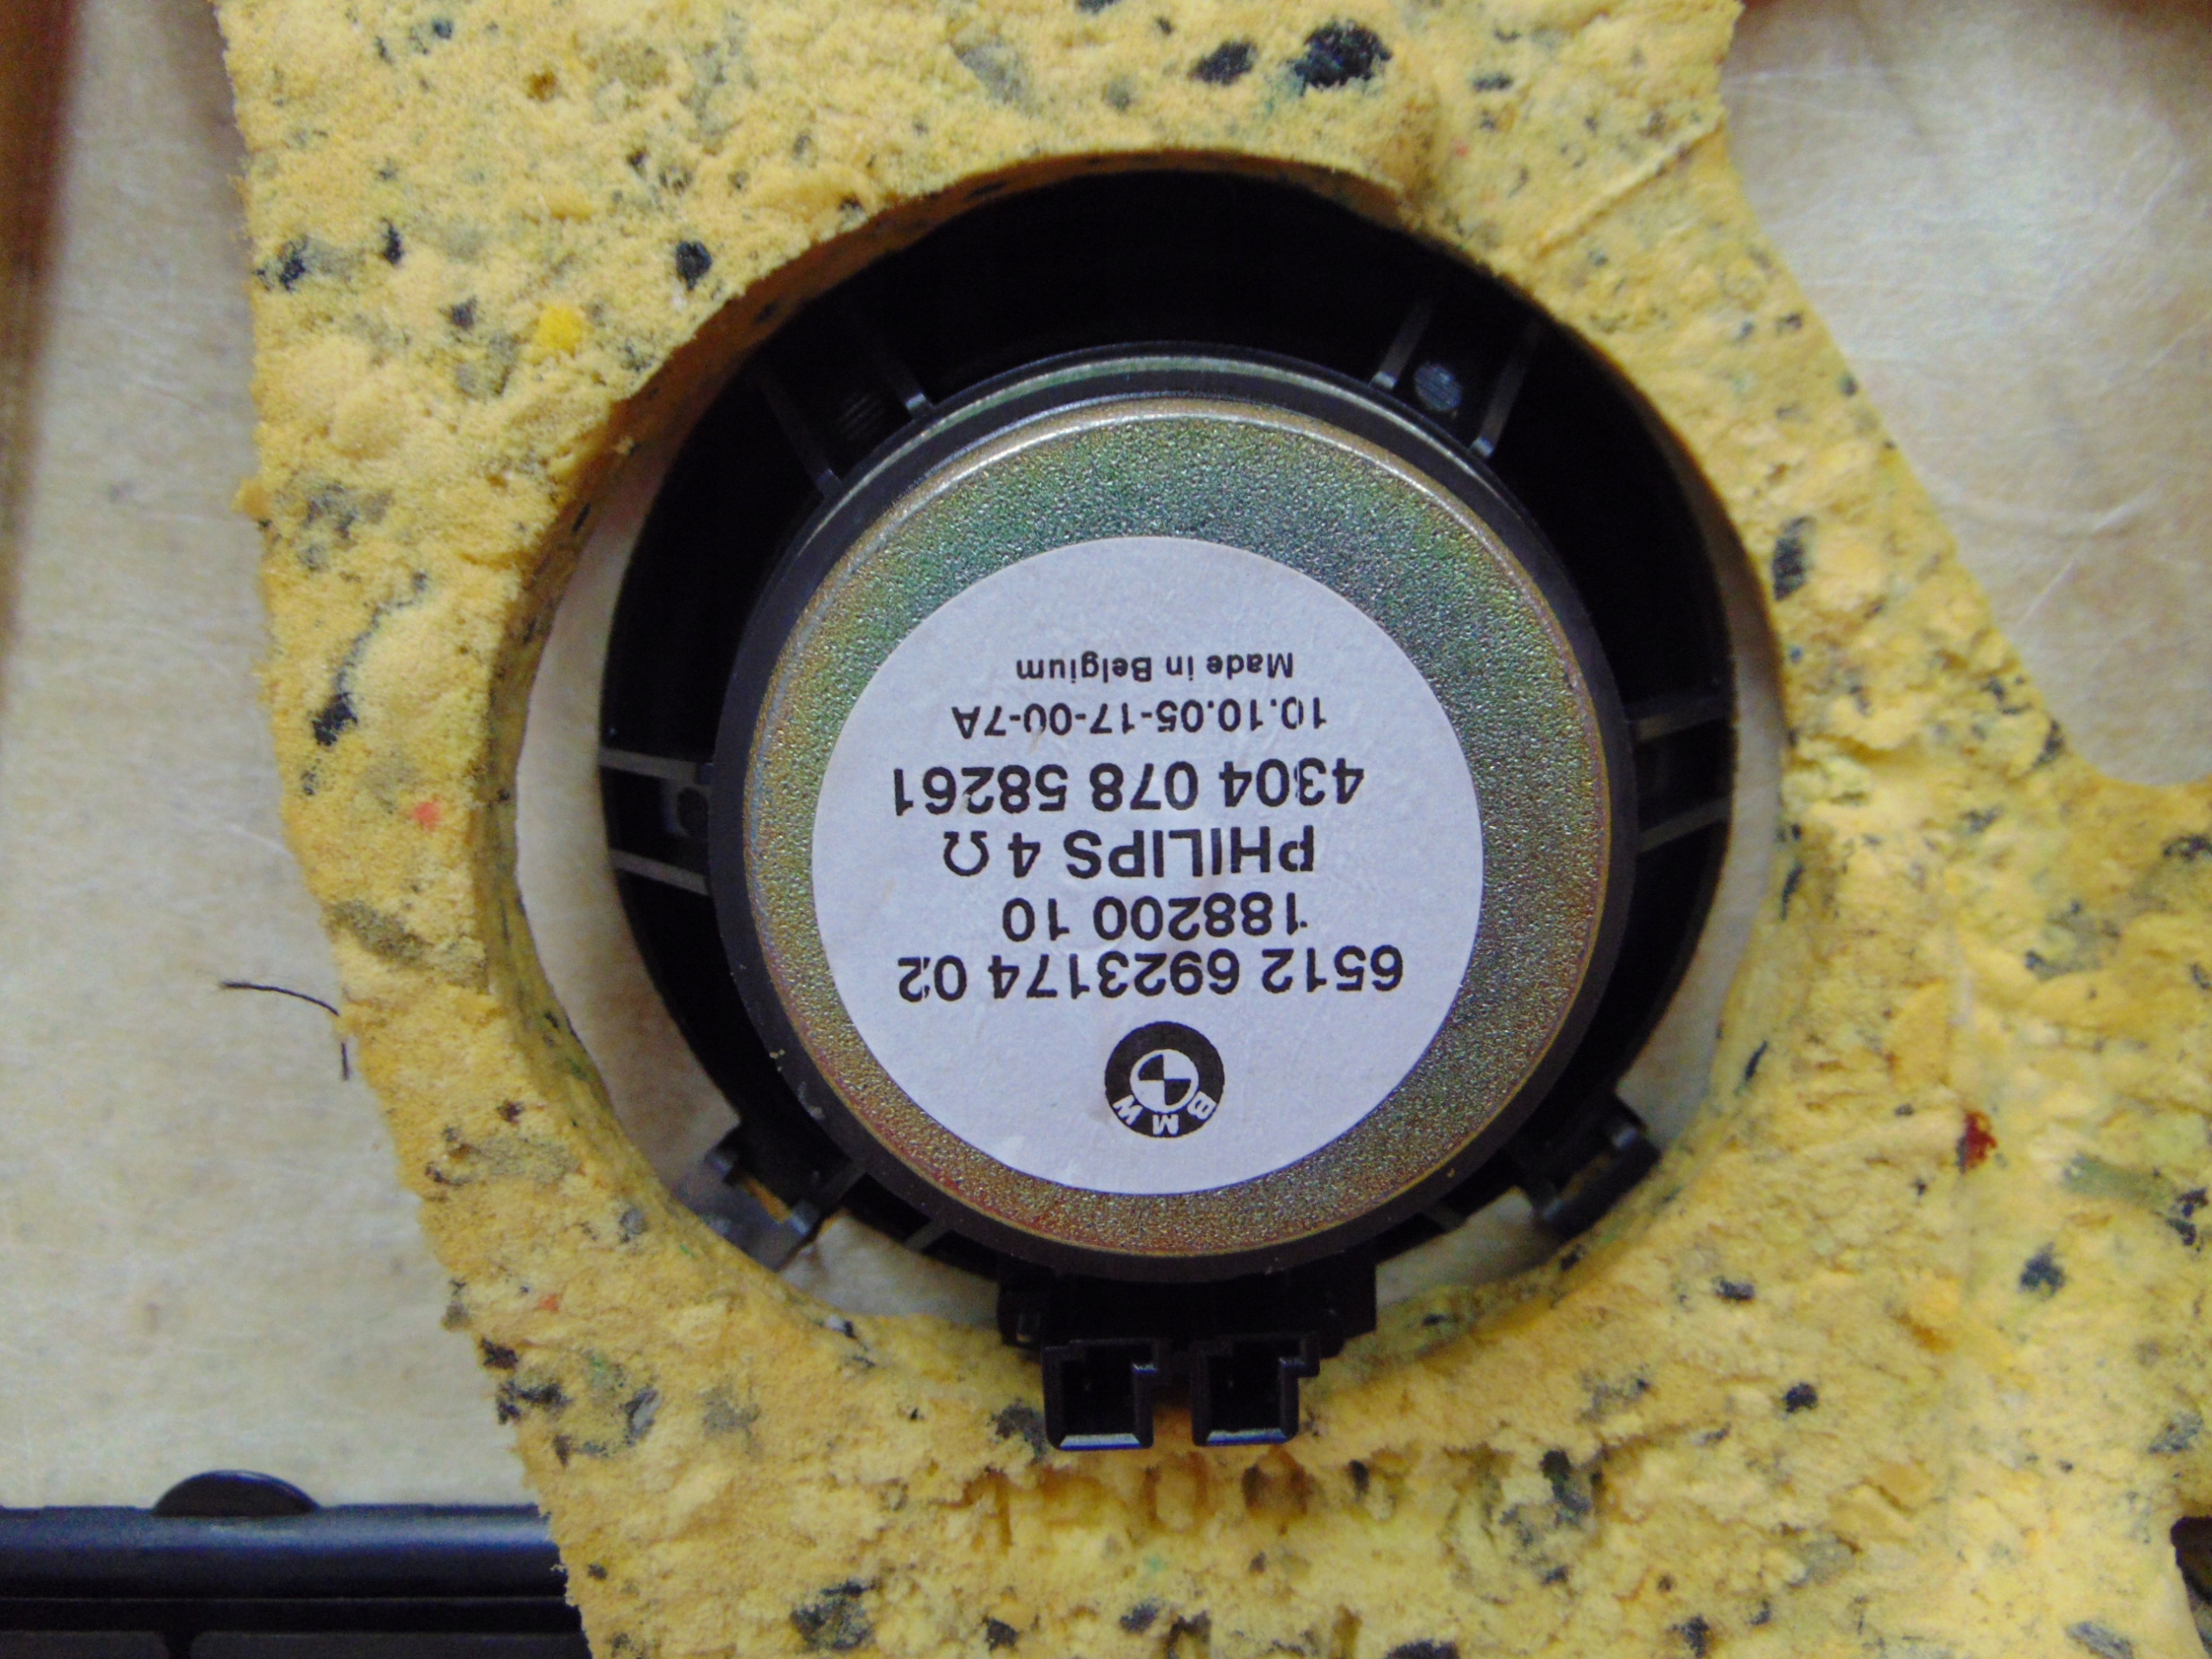 BMW
6512 6923174 02
188200 10
PHILIPS 4 Ω
4304 078 58261
10.10.05-17-00-7A
Made in Belgium